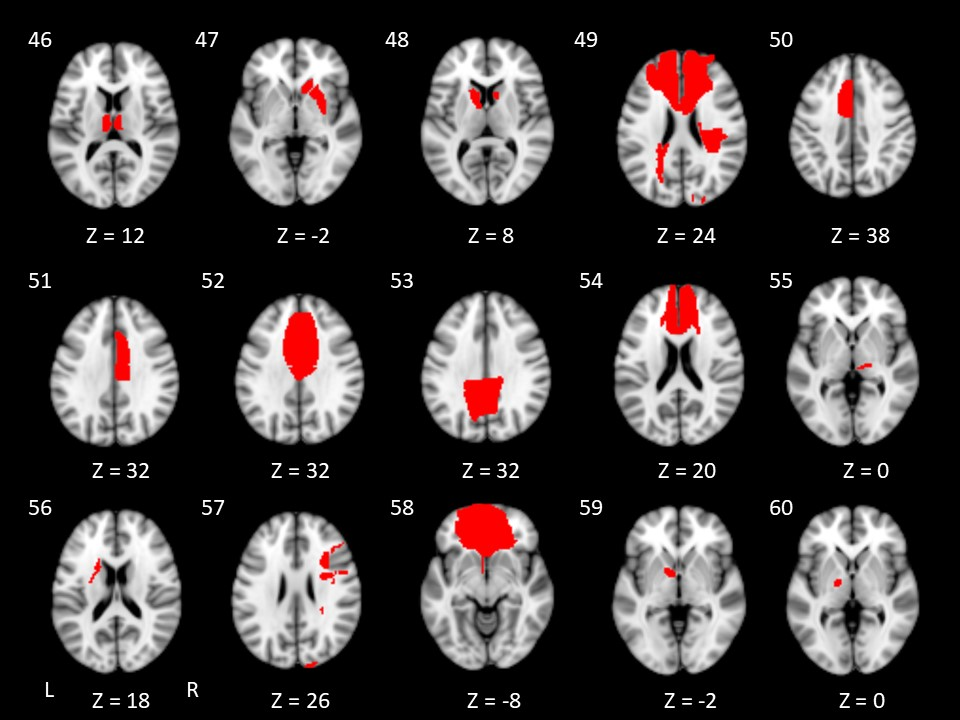 46 47 48 49 50
Z = 12 Z = -2 Z = 8 Z = 24 Z = 38
51 52 53 54 55
Z = 32 Z = 32 Z = 32 Z = 20 Z = 0
56 57 58 59 60
L R
Z = 18 Z = 26 Z = -8 Z = -2 Z = 0